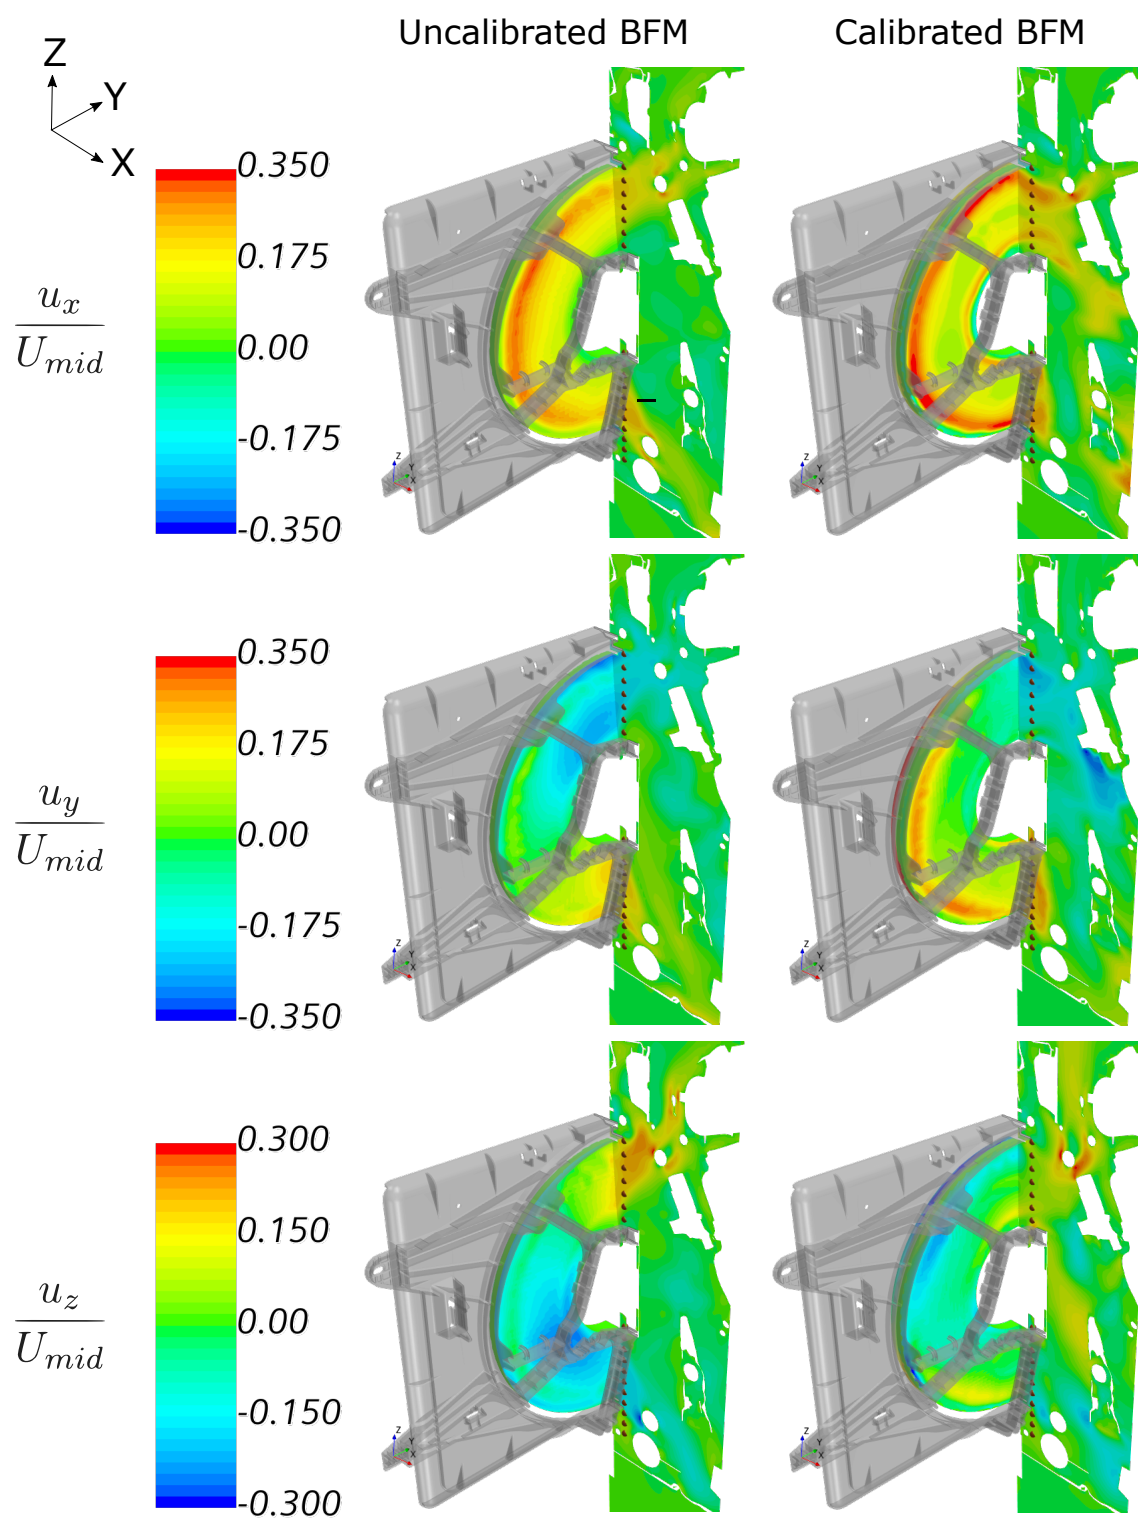 Uncalibrated BFM Calibrated BFM
Z
Y
X
0.350
0.175
u_x / U_mid
0.00
-0.175
-0.350
Z Y X
Z Y X
0.350
0.175
u_y / U_mid
0.00
-0.175
-0.350
Z Y X
Z Y X
0.300
0.150
u_z / U_mid
0.00
-0.150
-0.300
Z Y X
Z Y X